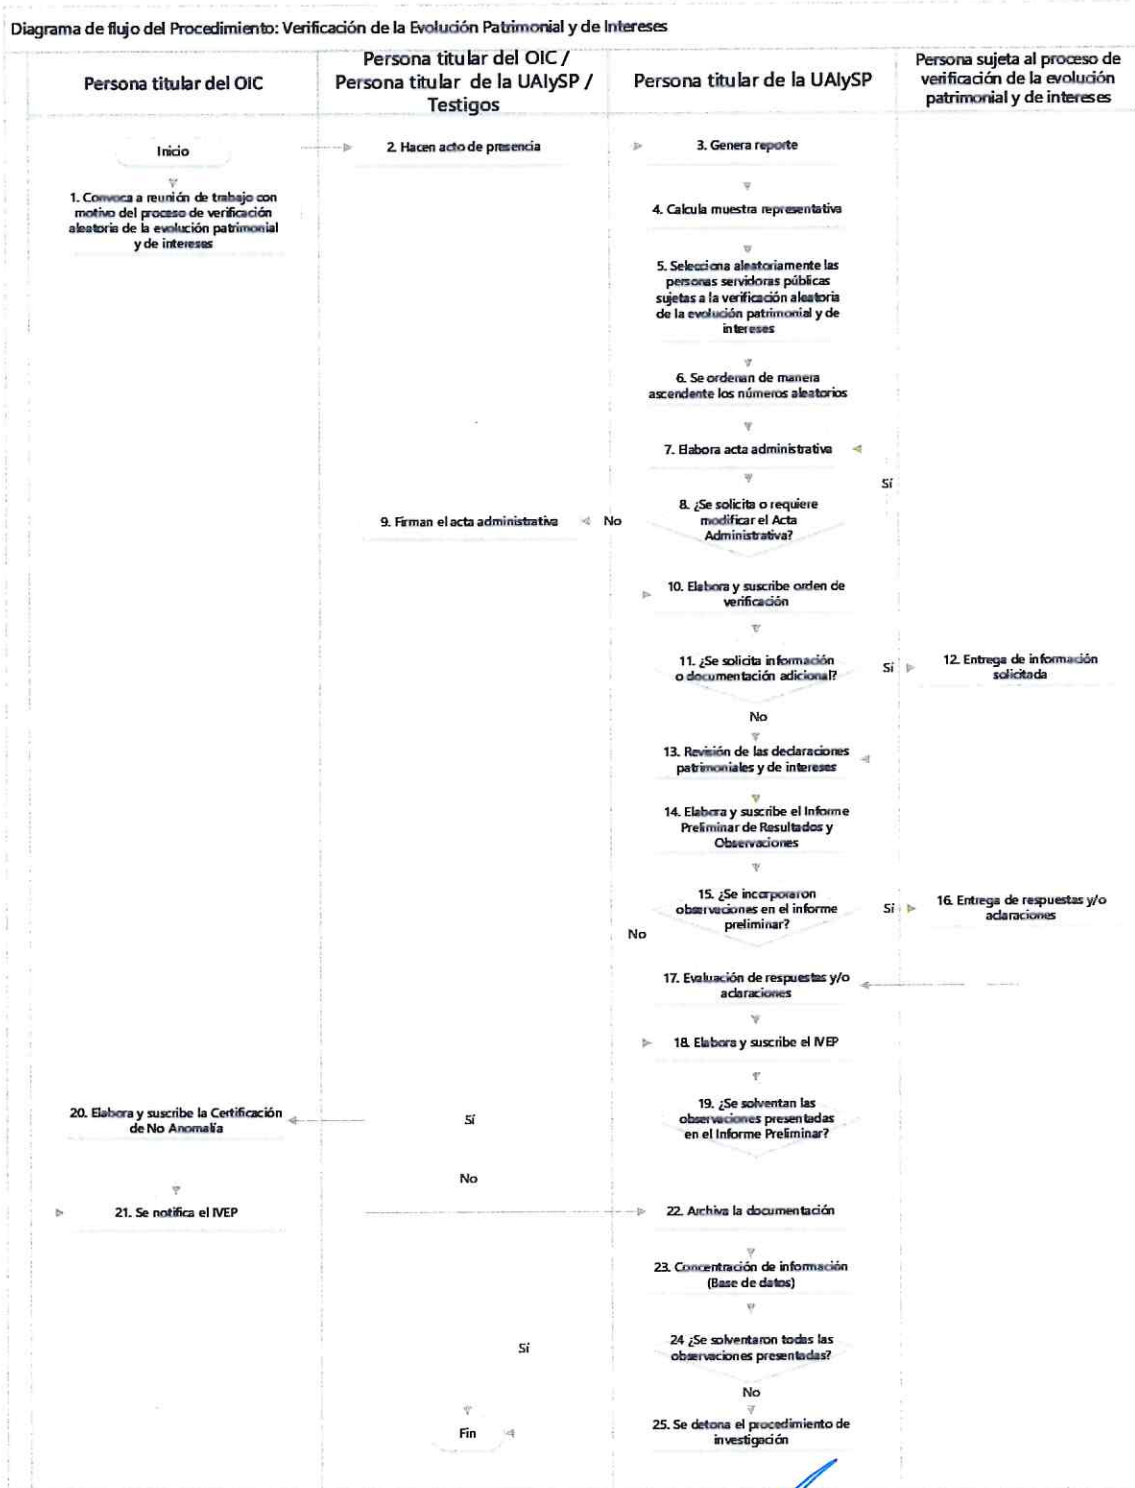 Diagrama de flujo del Procedimiento: Verificación de la Evolución Patrimonial y de Intereses
Persona titular del OIC
Persona titular del OIC /
Persona titular de la UAIySP /
Testigos
Persona titular de la UAIySP
Persona sujeta al proceso de
verificación de la evolución
patrimonial y de intereses
Inicio
1. Convoca a reunión de trabajo con
motivo del proceso de verificación
aleatoria de la evolución patrimonial
y de intereses
2. Hacen acto de presencia
3. Genera reporte
4. Calcula muestra representativa
5. Selecciona aleatoriamente las
personas servidoras públicas
sujetas a la verificación aleatoria
de la evolución patrimonial y de
intereses
6. Se ordenan de manera
ascendente los números aleatorios
7. Elabora acta administrativa
Sí
8. ¿Se solicita o requiere
modificar el Acta
Administrativa?
No
9. Firman el acta administrativa
10. Elabora y suscribe orden de
verificación
11. ¿Se solicita información
o documentación adicional?
Sí
12. Entrega de información
solicitada
No
13. Revisión de las declaraciones
patrimoniales y de intereses
14. Elabora y suscribe el Informe
Preliminar de Resultados y
Observaciones
15. ¿Se incorporaron
observaciones en el informe
preliminar?
Sí
16. Entrega de respuestas y/o
aclaraciones
No
17. Evaluación de respuestas y/o
aclaraciones
18. Elabora y suscribe el IVEP
19. ¿Se solventan las
observaciones presentadas
en el Informe Preliminar?
Sí
20. Elabora y suscribe la Certificación
de No Anomalía
No
21. Se notifica el IVEP
22. Archiva la documentación
23. Concentración de información
(Base de datos)
24 ¿Se solventaron todas las
observaciones presentadas?
Sí
No
25. Se detona el procedimiento de
investigación
Fin